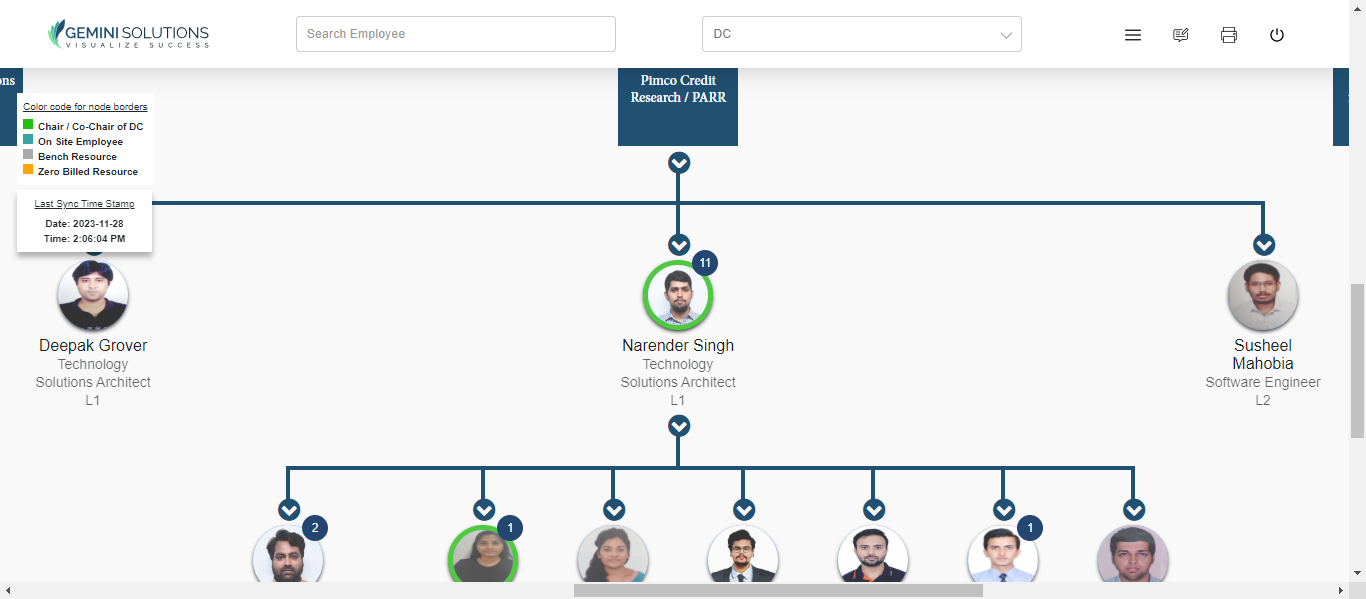 GEMINI SOLUTIONS
VISUALIZE SUCCESS
Search Employee
DC
ons
Pimco Credit
Research / PARR
Color code for node borders
Chair / Co-Chair of DC
On Site Employee
Bench Resource
Zero Billed Resource
Last Sync Time Stamp
Date: 2023-11-28
Time: 2:06:04 PM
11
Deepak Grover
Technology
Solutions Architect
L1
Narender Singh
Technology
Solutions Architect
L1
Susheel
Mahobia
Software Engineer
L2
2
1
1